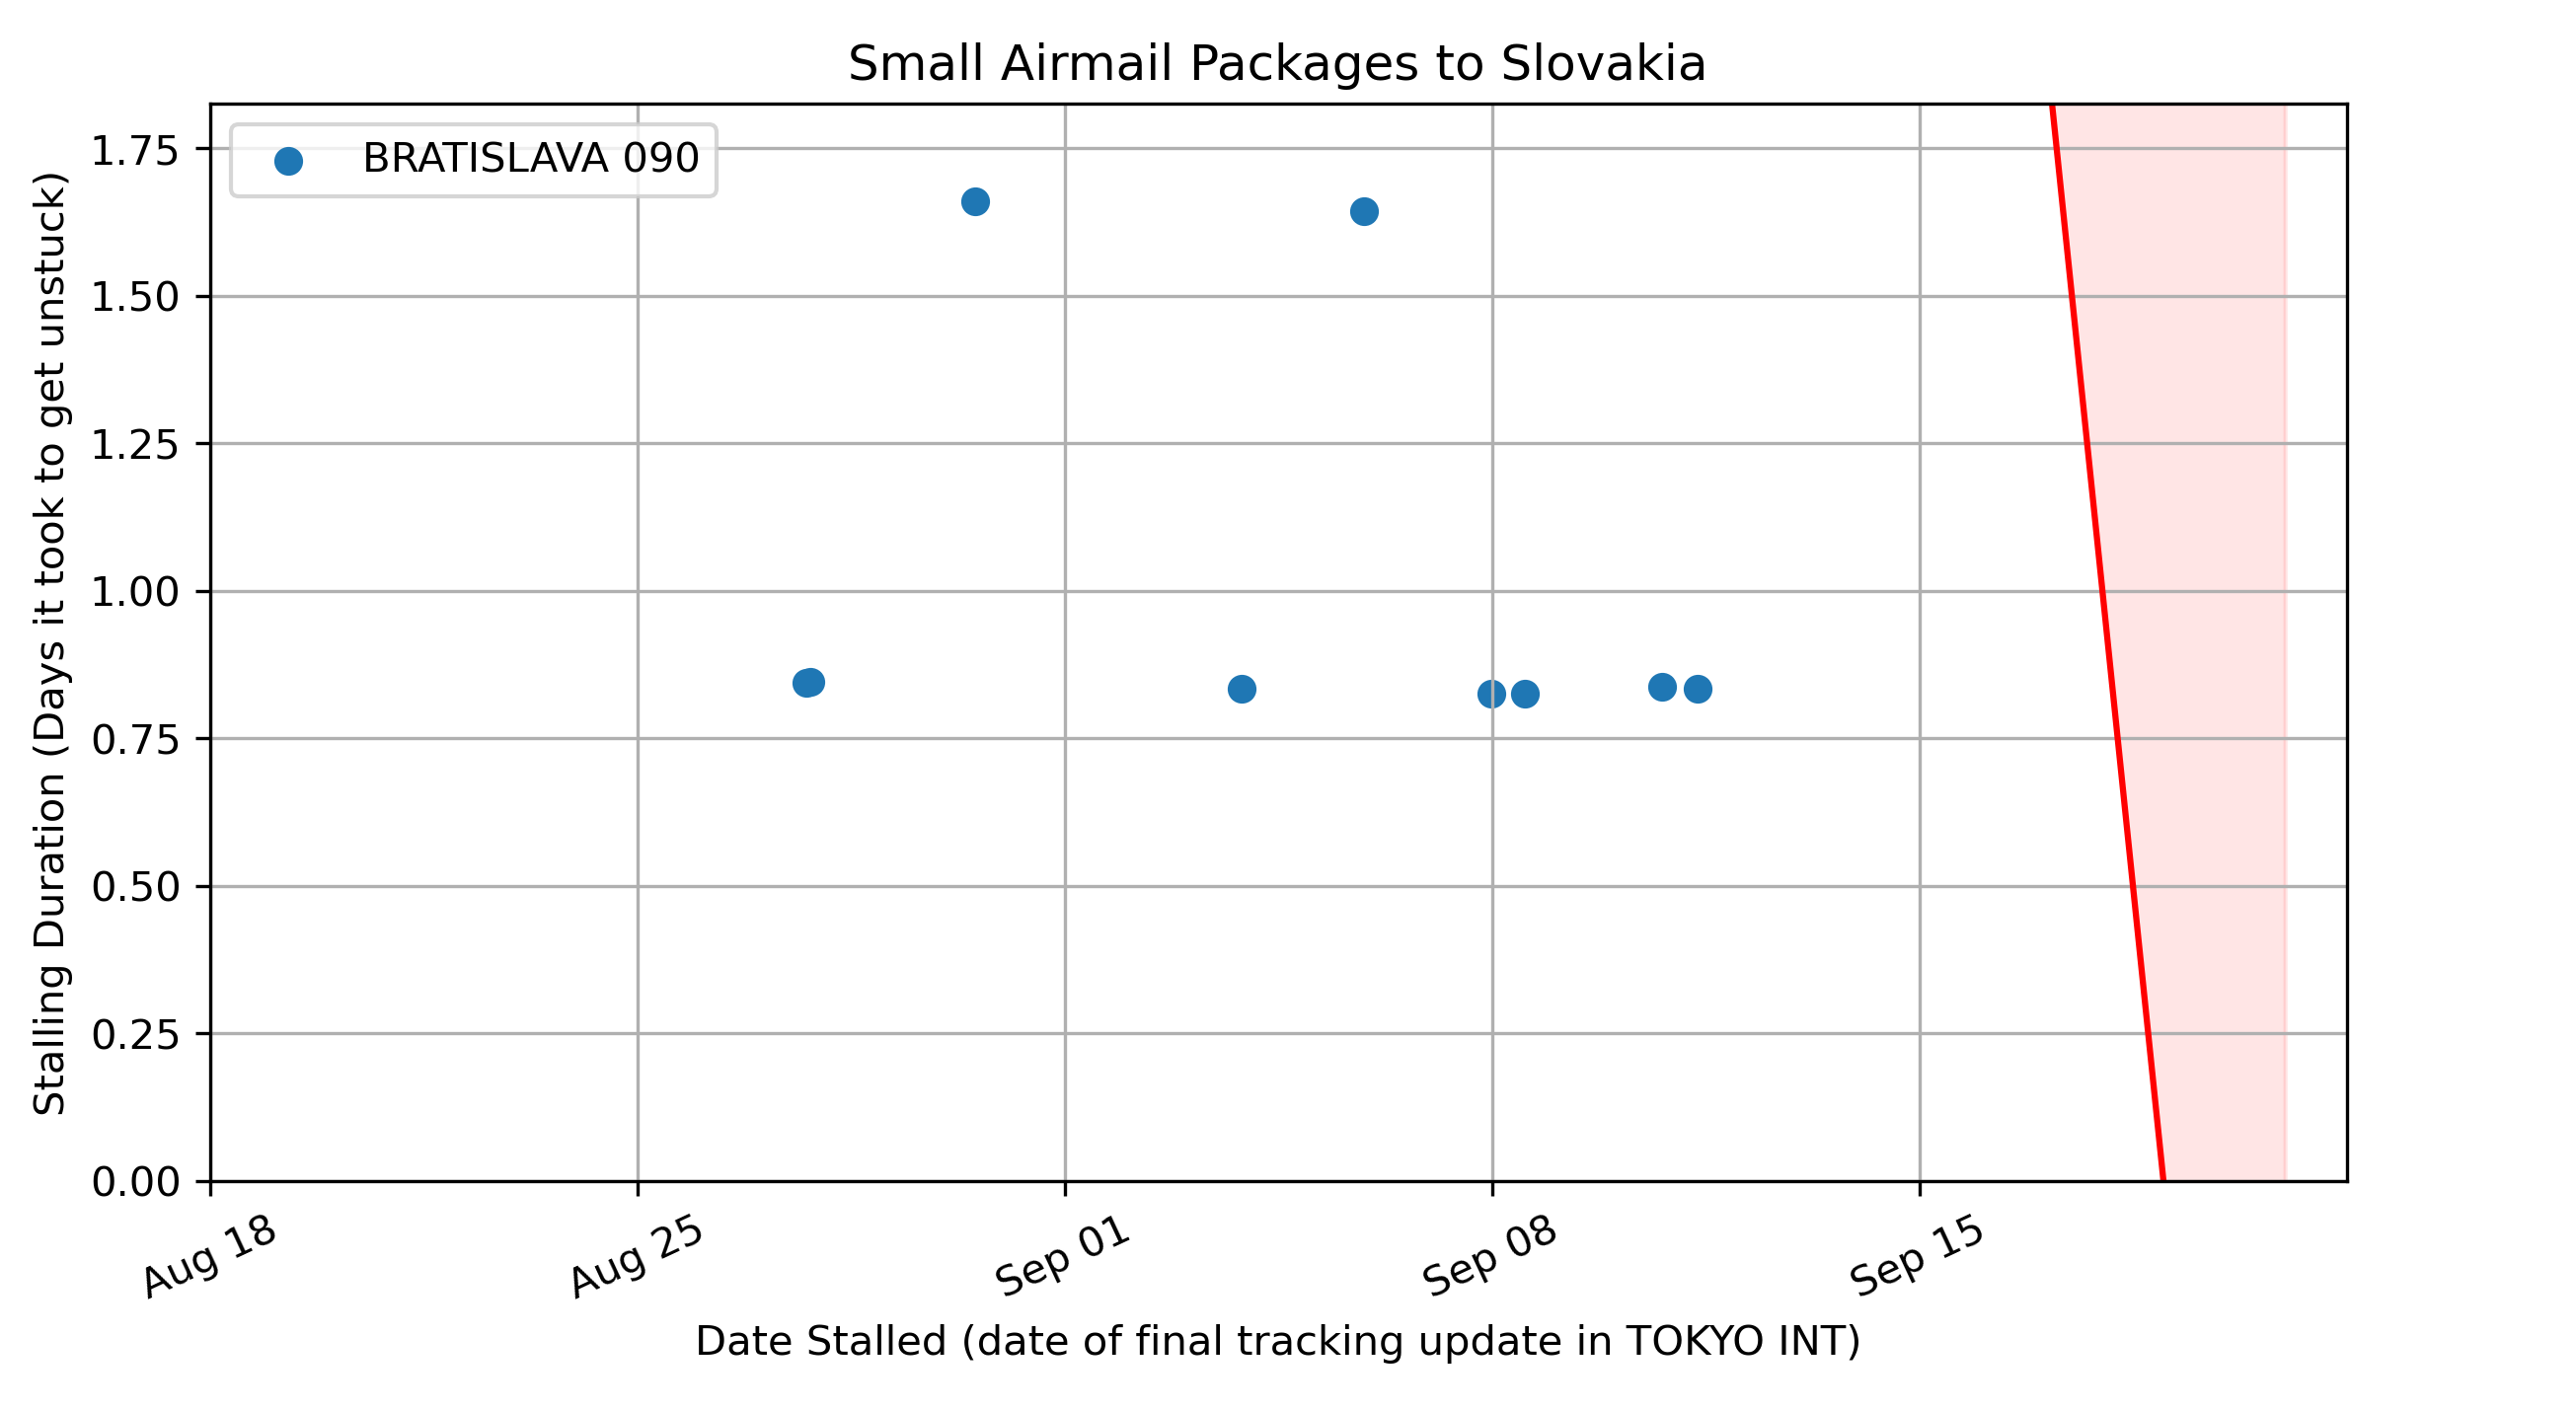 Small Airmail Packages to Slovakia
BRATISLAVA 090
Stalling Duration (Days it took to get unstuck)
1.75
1.50
1.25
1.00
0.75
0.50
0.25
0.00
Aug 18
Aug 25
Sep 01
Sep 08
Sep 15
Date Stalled (date of final tracking update in TOKYO INT)